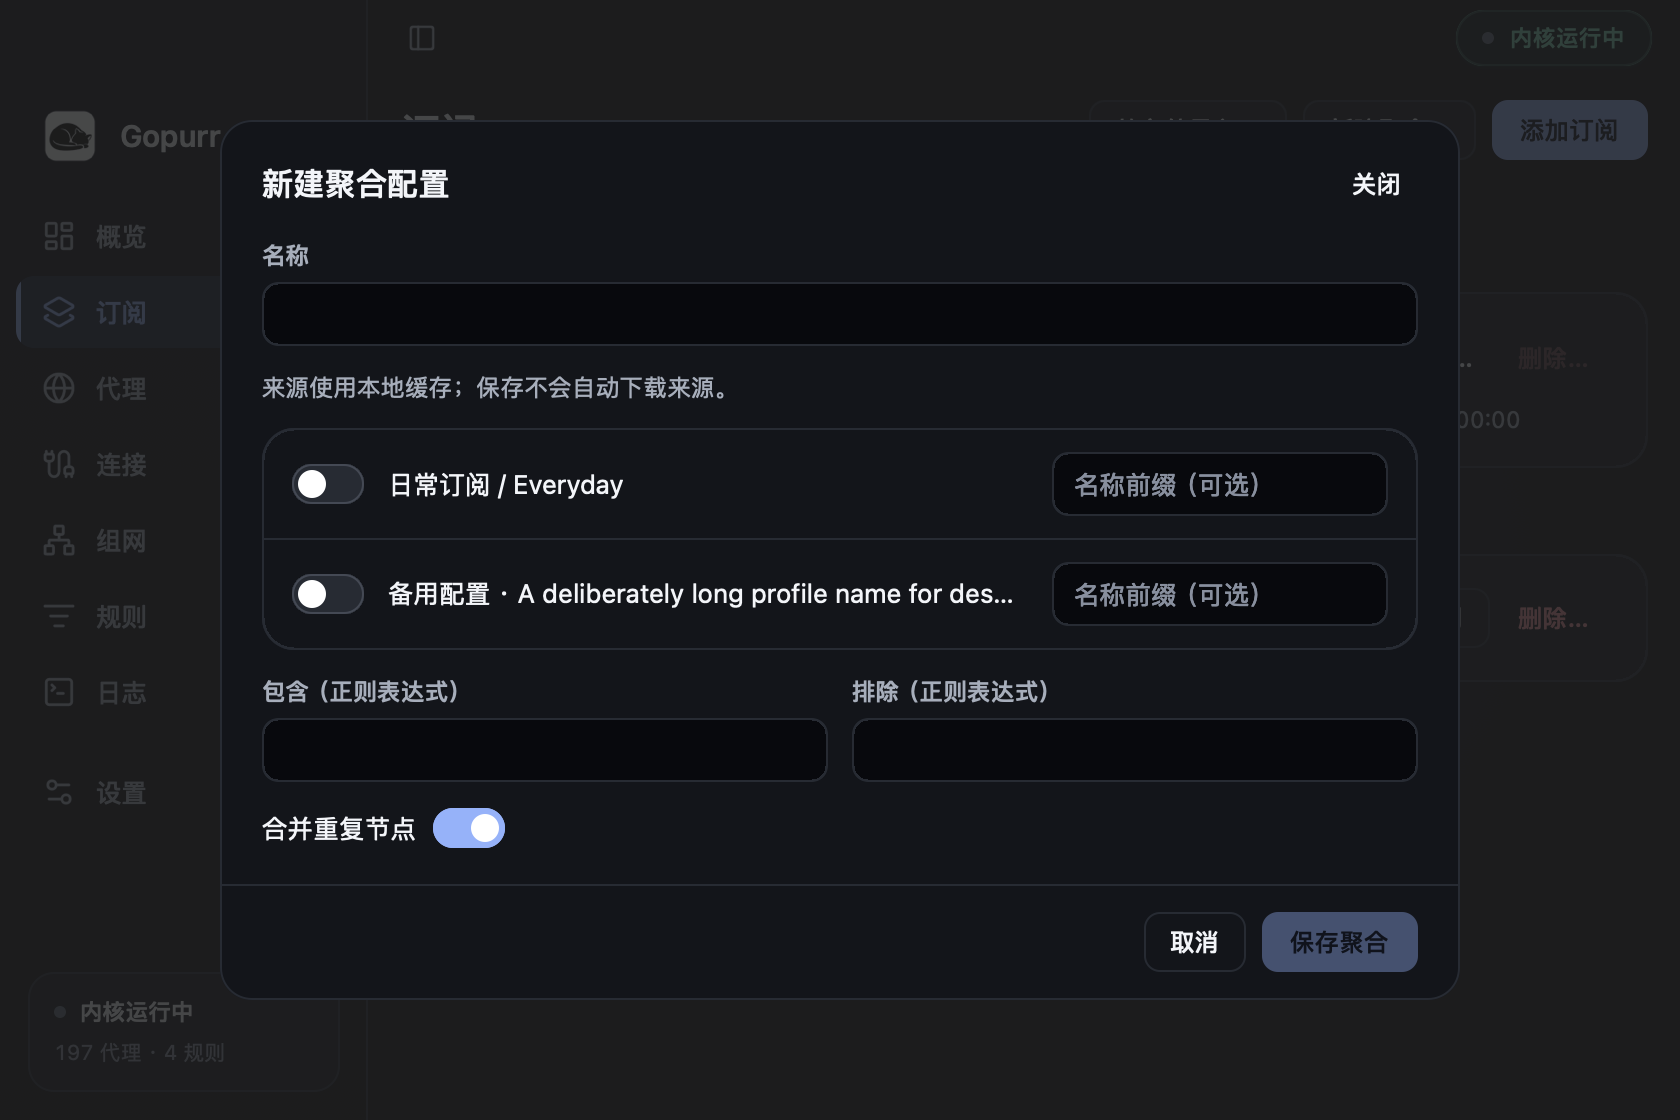 内核运行中
Gopurr
添加订阅
概览
订阅
代理
连接
组网
规则
日志
设置
内核运行中
197 代理 · 4 规则
新建聚合配置
关闭
名称
来源使用本地缓存；保存不会自动下载来源。
日常订阅 / Everyday
名称前缀（可选）
备用配置 · A deliberately long profile name for des...
名称前缀（可选）
包含（正则表达式）
排除（正则表达式）
合并重复节点
取消
保存聚合
删除...
00:00
删除...